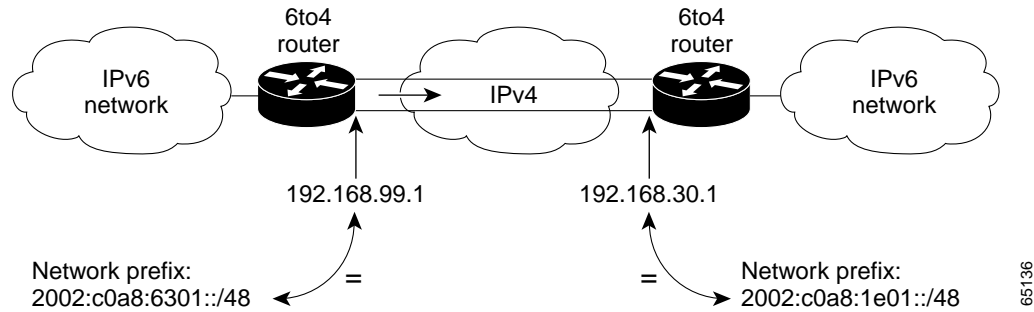 6to4
router
6to4
router
IPv6
network
IPv4
IPv6
network
192.168.99.1
192.168.30.1
=
=
Network prefix:
2002:c0a8:6301::/48
Network prefix:
2002:c0a8:1e01::/48
65136